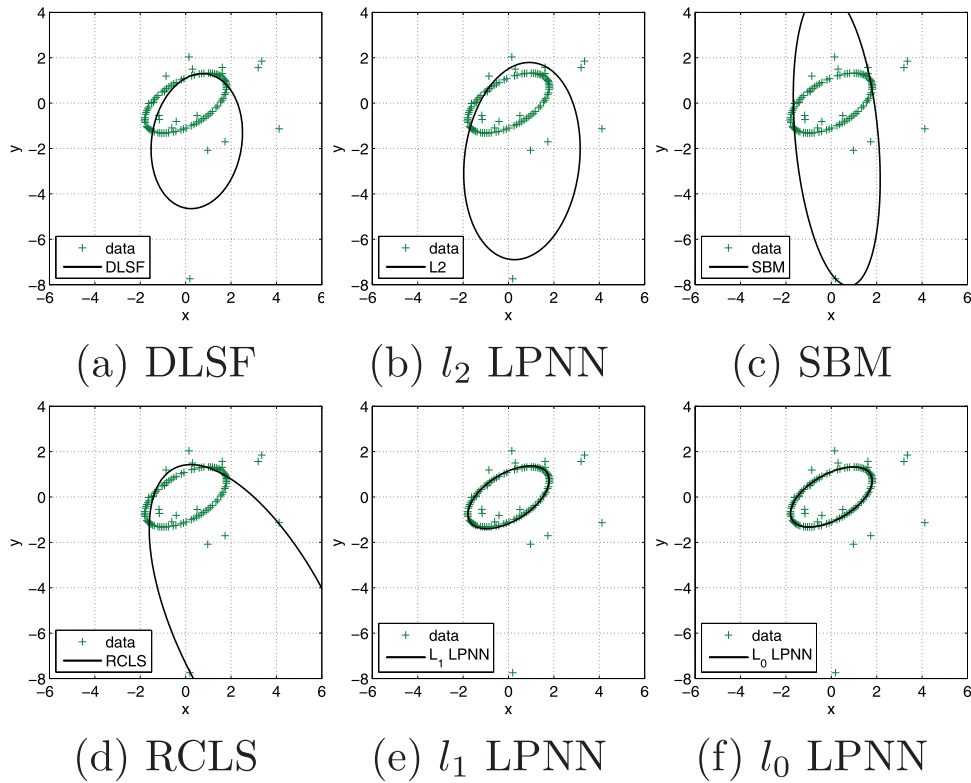 4
2
0
−2
−4
−6
−8
y
−6 −4 −2 0 2 4 6
x
data
DLSF
(a) DLSF
4
2
0
−2
−4
−6
−8
y
−6 −4 −2 0 2 4 6
x
data
L2
(b) l₂ LPNN
4
2
0
−2
−4
−6
−8
y
−6 −4 −2 0 2 4 6
x
data
SBM
(c) SBM
4
2
0
−2
−4
−6
−8
y
−6 −4 −2 0 2 4 6
x
data
RCLS
(d) RCLS
4
2
0
−2
−4
−6
−8
y
−6 −4 −2 0 2 4 6
x
data
L₁ LPNN
(e) l₁ LPNN
4
2
0
−2
−4
−6
−8
y
−6 −4 −2 0 2 4 6
x
data
L₀ LPNN
(f) l₀ LPNN